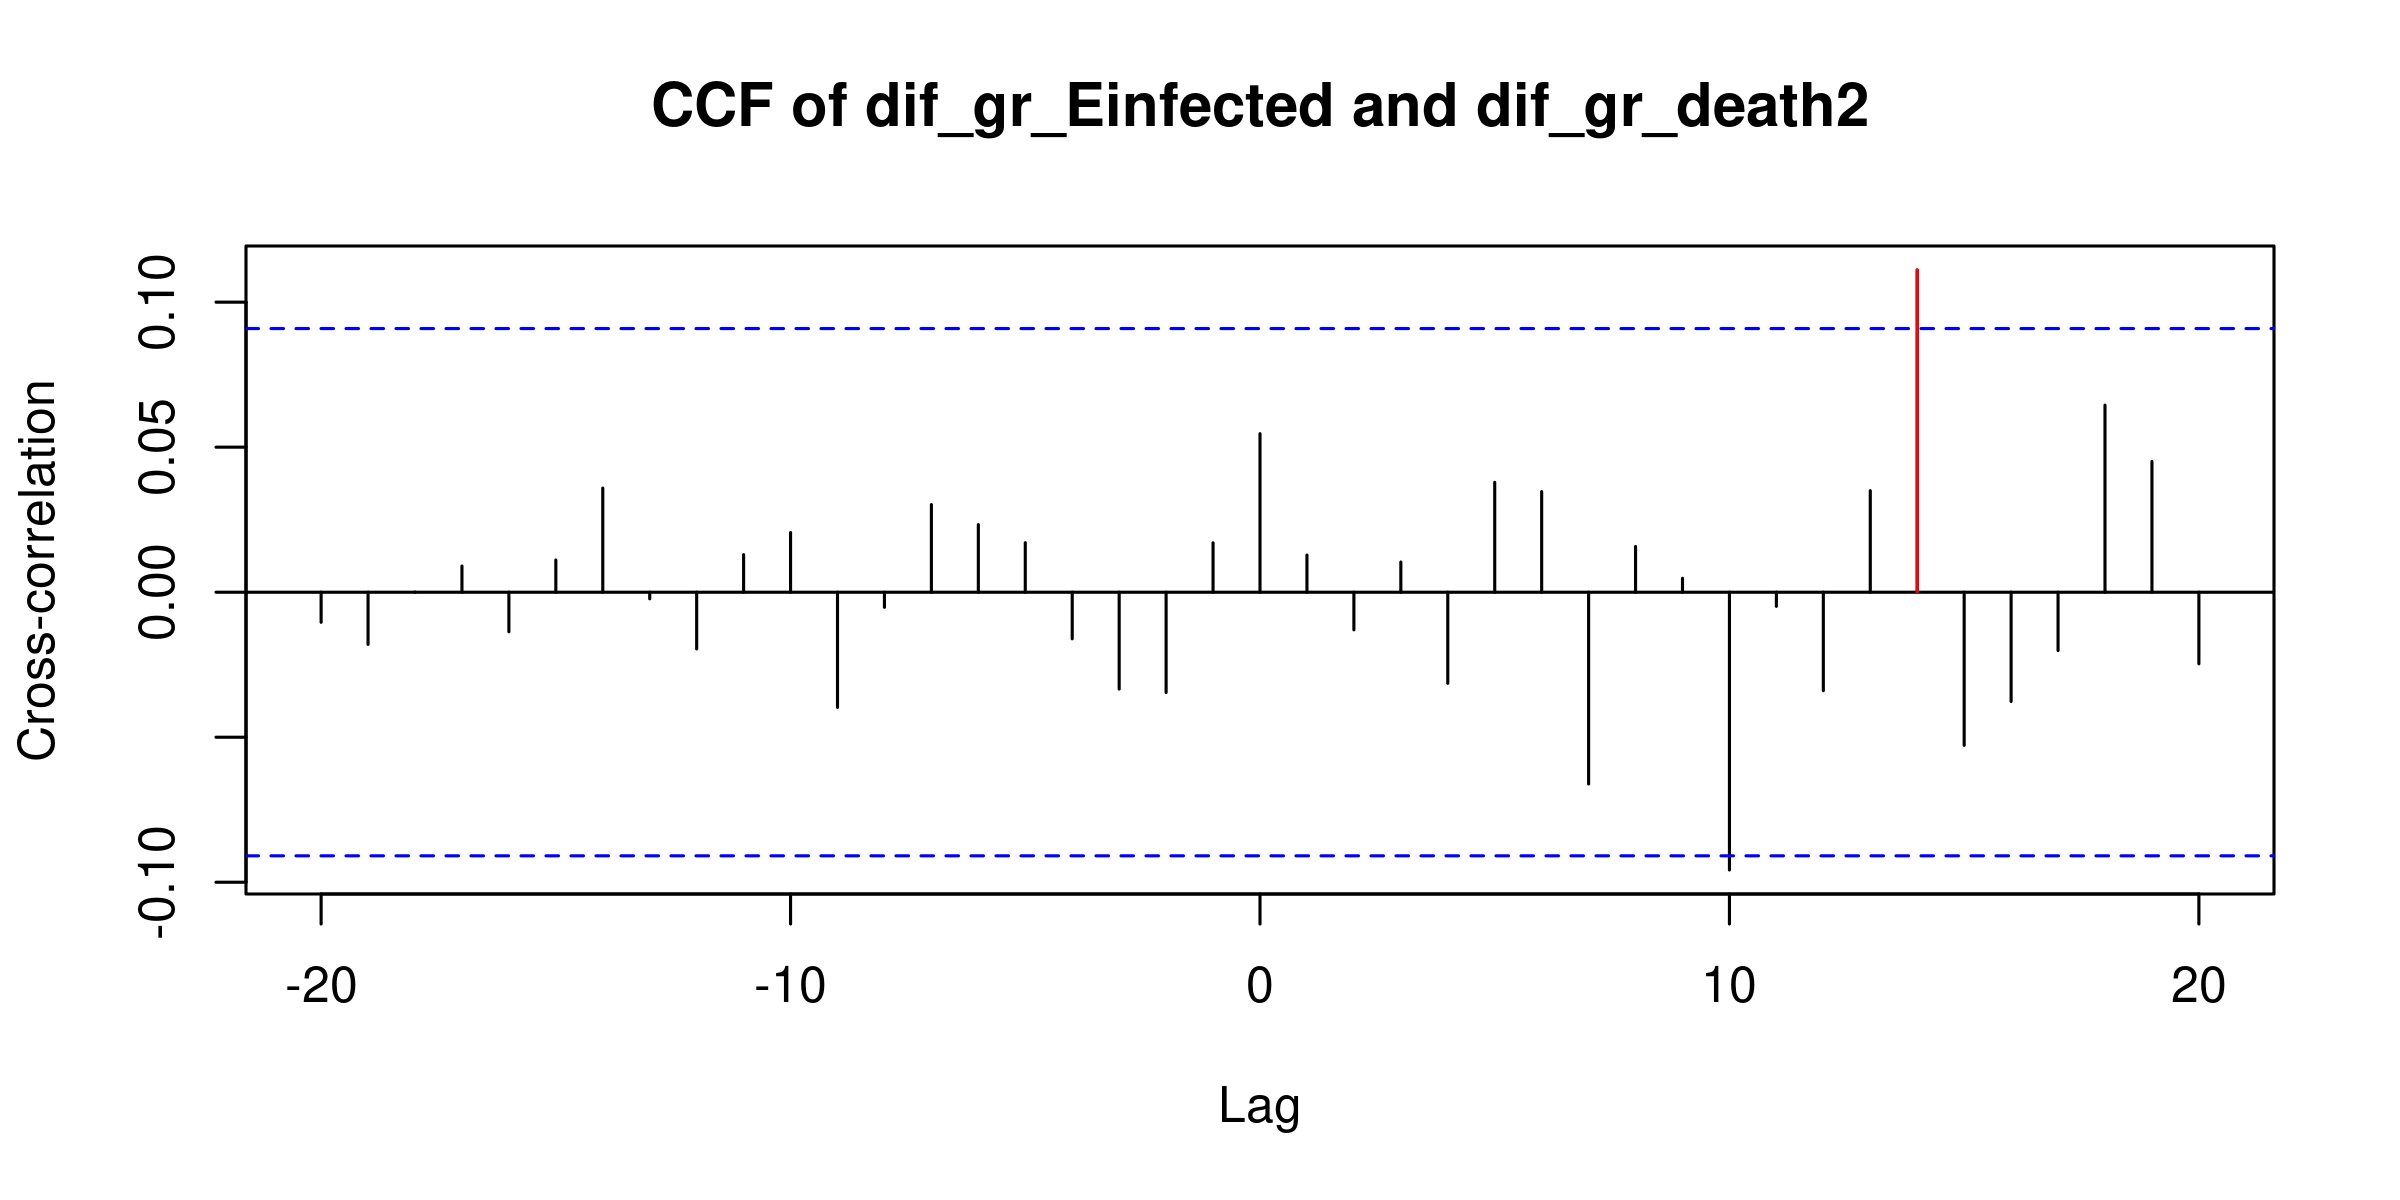 CCF of dif_gr_Einfected and dif_gr_death2
Cross-correlation
0.10
0.05
0.00
-0.10
-20 -10 0 10 20
Lag